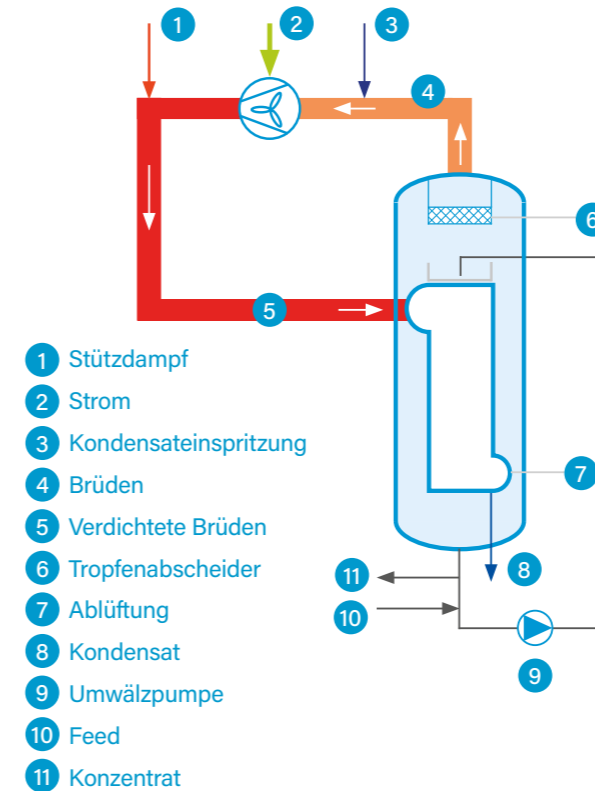 1
2
3
4
6
5
7
8
11
10
9
1 Stützdampf
2 Strom
3 Kondensateinspritzung
4 Brüden
5 Verdichtete Brüden
6 Tropfenabscheider
7 Ablüftung
8 Kondensat
9 Umwälzpumpe
10 Feed
11 Konzentrat